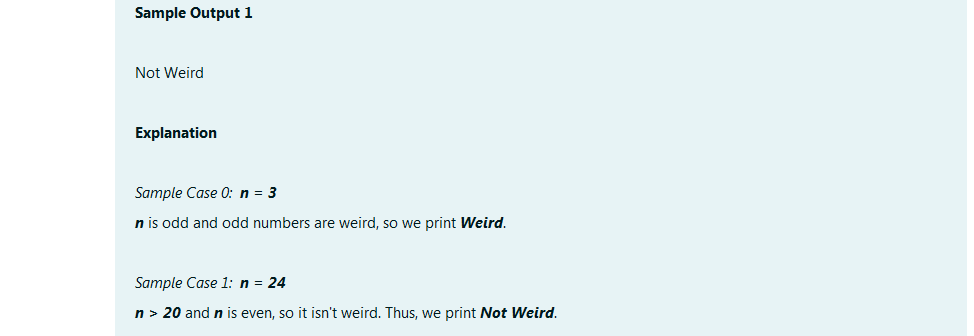 Sample Output 1
Not Weird
Explanation
Sample Case 0: n = 3
n is odd and odd numbers are weird, so we print Weird.
Sample Case 1: n = 24
n > 20 and n is even, so it isn't weird. Thus, we print Not Weird.